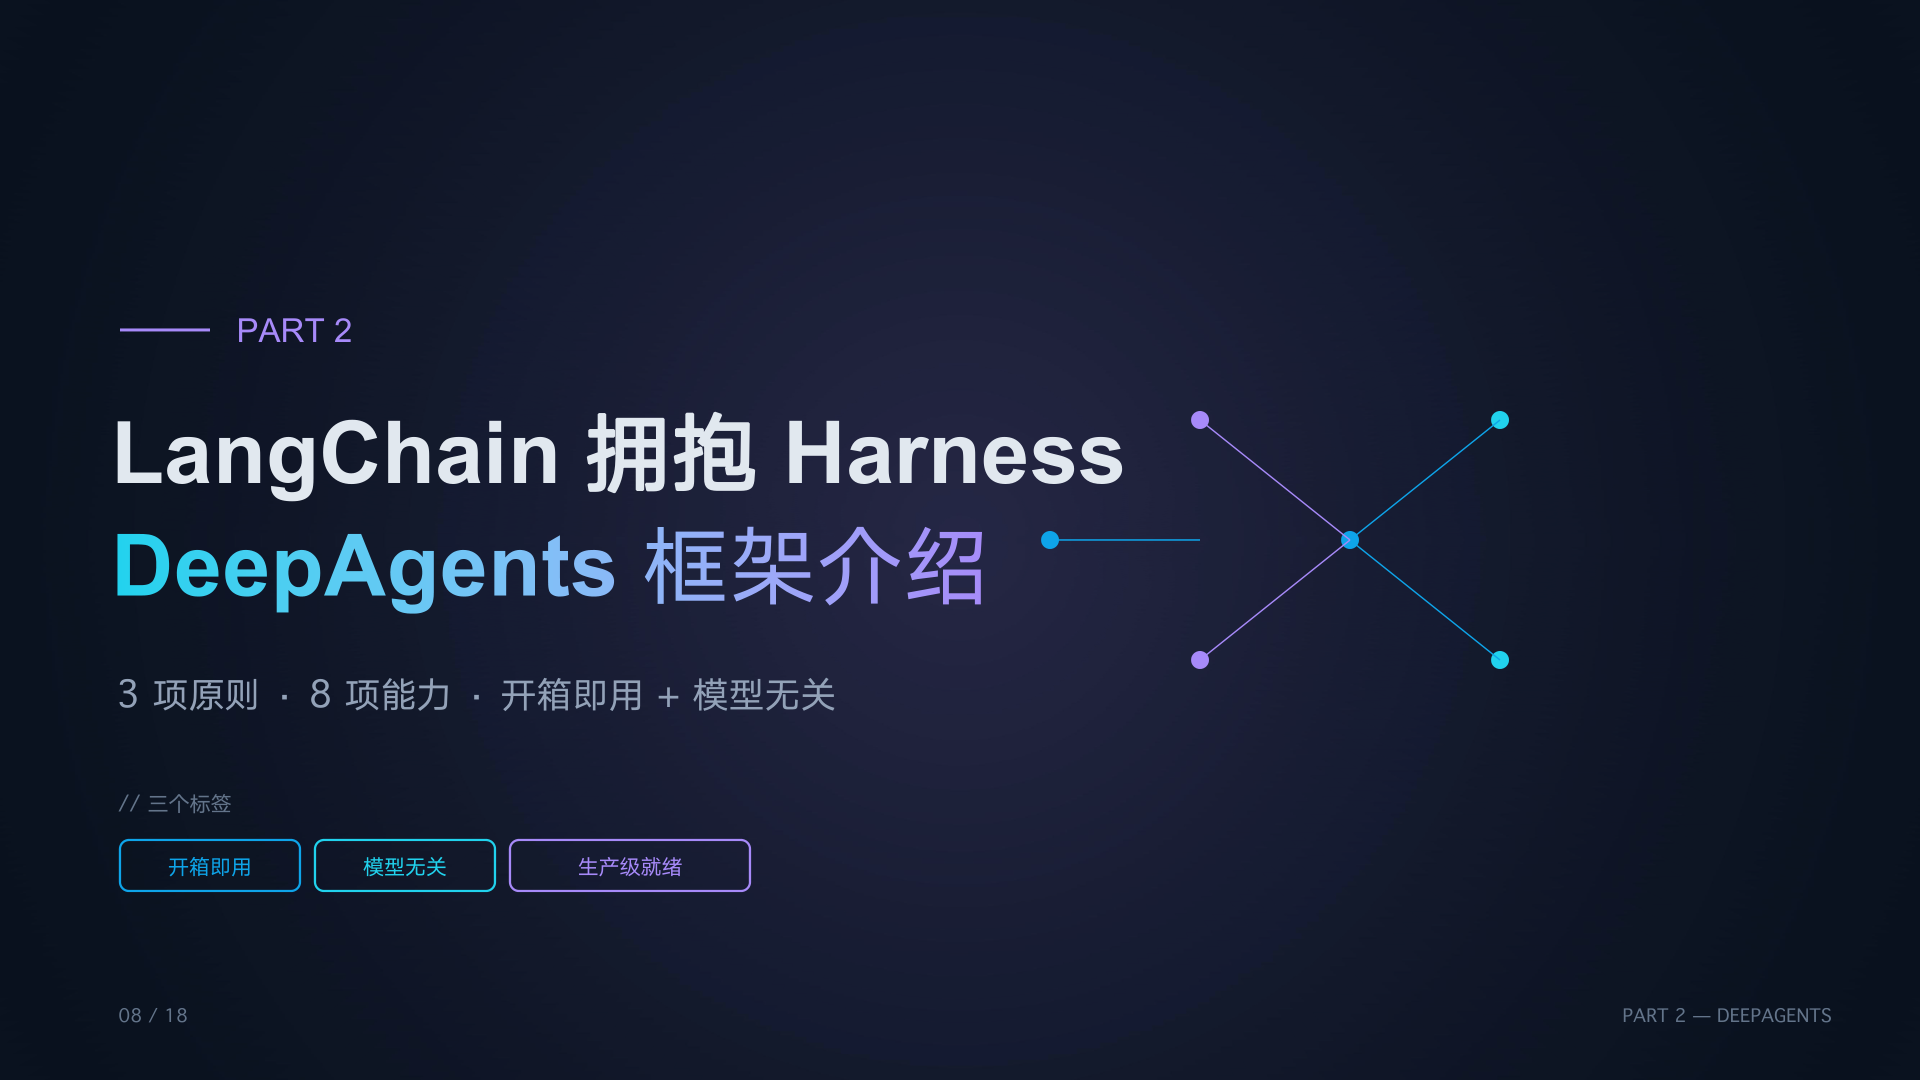 PART 2
LangChain 拥抱 Harness
DeepAgents 框架介绍
3 项原则 · 8 项能力 · 开箱即用 + 模型无关
// 三个标签
开箱即用
模型无关
生产级就绪
08 / 18
PART 2 — DEEPAGENTS